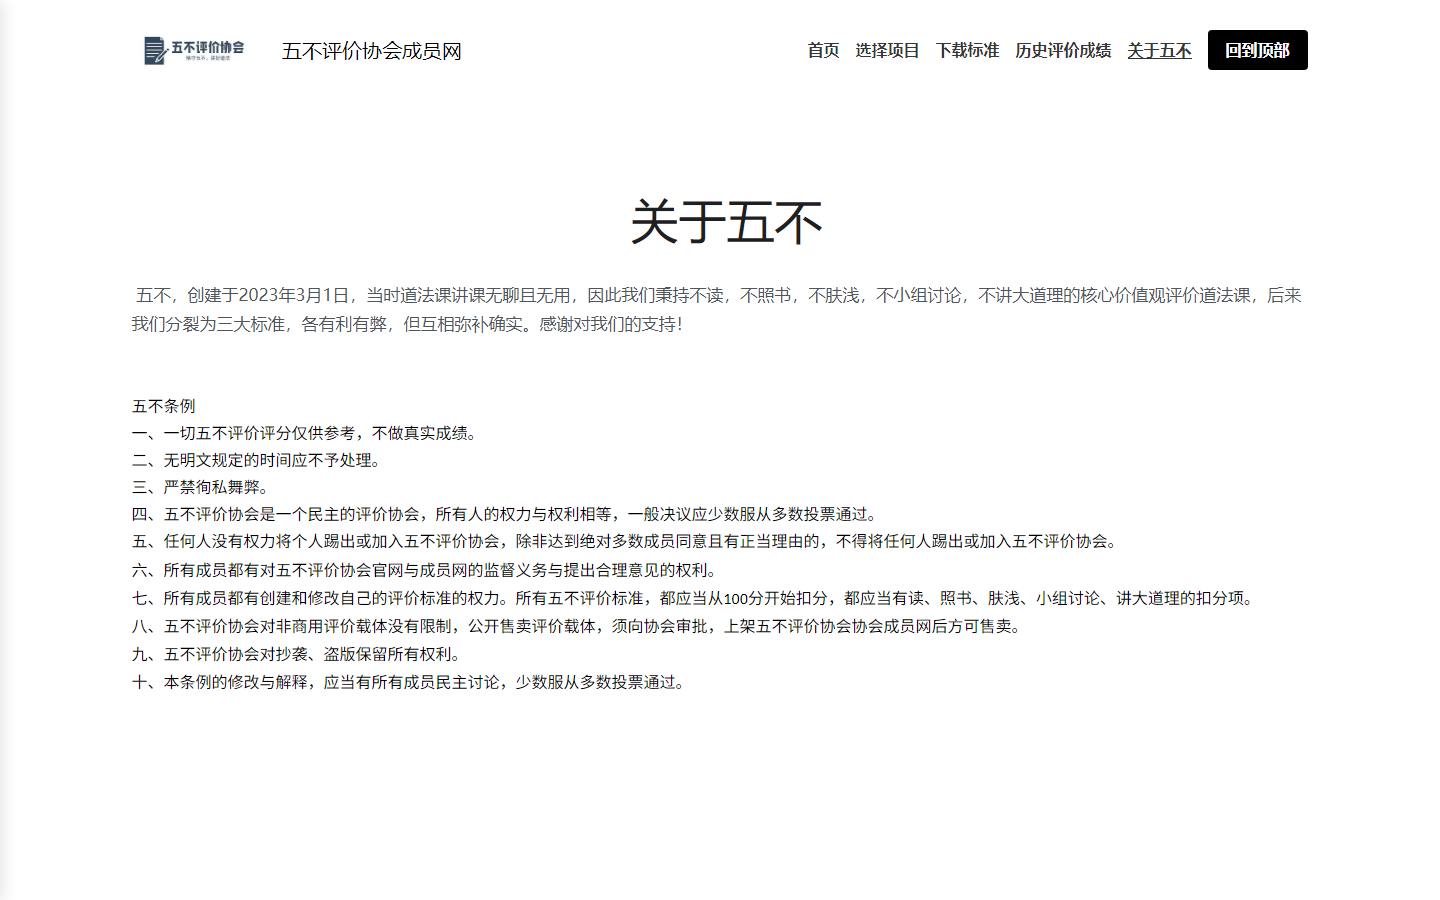 五不评价协会
五不评价协会成员网
首页 选择项目 下载标准 历史评价成绩 关于五不 回到顶部
关于五不
五不，创建于2023年3月1日，当时道法课讲课无聊且无用，因此我们秉持不读，不照书，不肤浅，不小组讨论，不讲大道理的核心价值观评价道法课，后来
我们分裂为三大标准，各有利有弊，但互相弥补确实。感谢对我们的支持！
五不条例
一、一切五不评价评分仅供参考，不做真实成绩。
二、无明文规定的时间应不予处理。
三、严禁徇私舞弊。
四、五不评价协会是一个民主的评价协会，所有人的权力与权利相等，一般决议应少数服从多数投票通过。
五、任何人没有权力将个人踢出或加入五不评价协会，除非达到绝对多数成员同意且有正当理由的，不得将任何人踢出或加入五不评价协会。
六、所有成员都有对五不评价协会官网与成员网的监督义务与提出合理意见的权利。
七、所有成员都有创建和修改自己的评价标准的权力。所有五不评价标准，都应当从100分开始扣分，都应当有读、照书、肤浅、小组讨论、讲大道理的扣分项。
八、五不评价协会对非商用评价载体没有限制，公开售卖评价载体，须向协会审批，上架五不评价协会协会成员网后方可售卖。
九、五不评价协会对抄袭、盗版保留所有权利。
十、本条例的修改与解释，应当有所有成员民主讨论，少数服从多数投票通过。